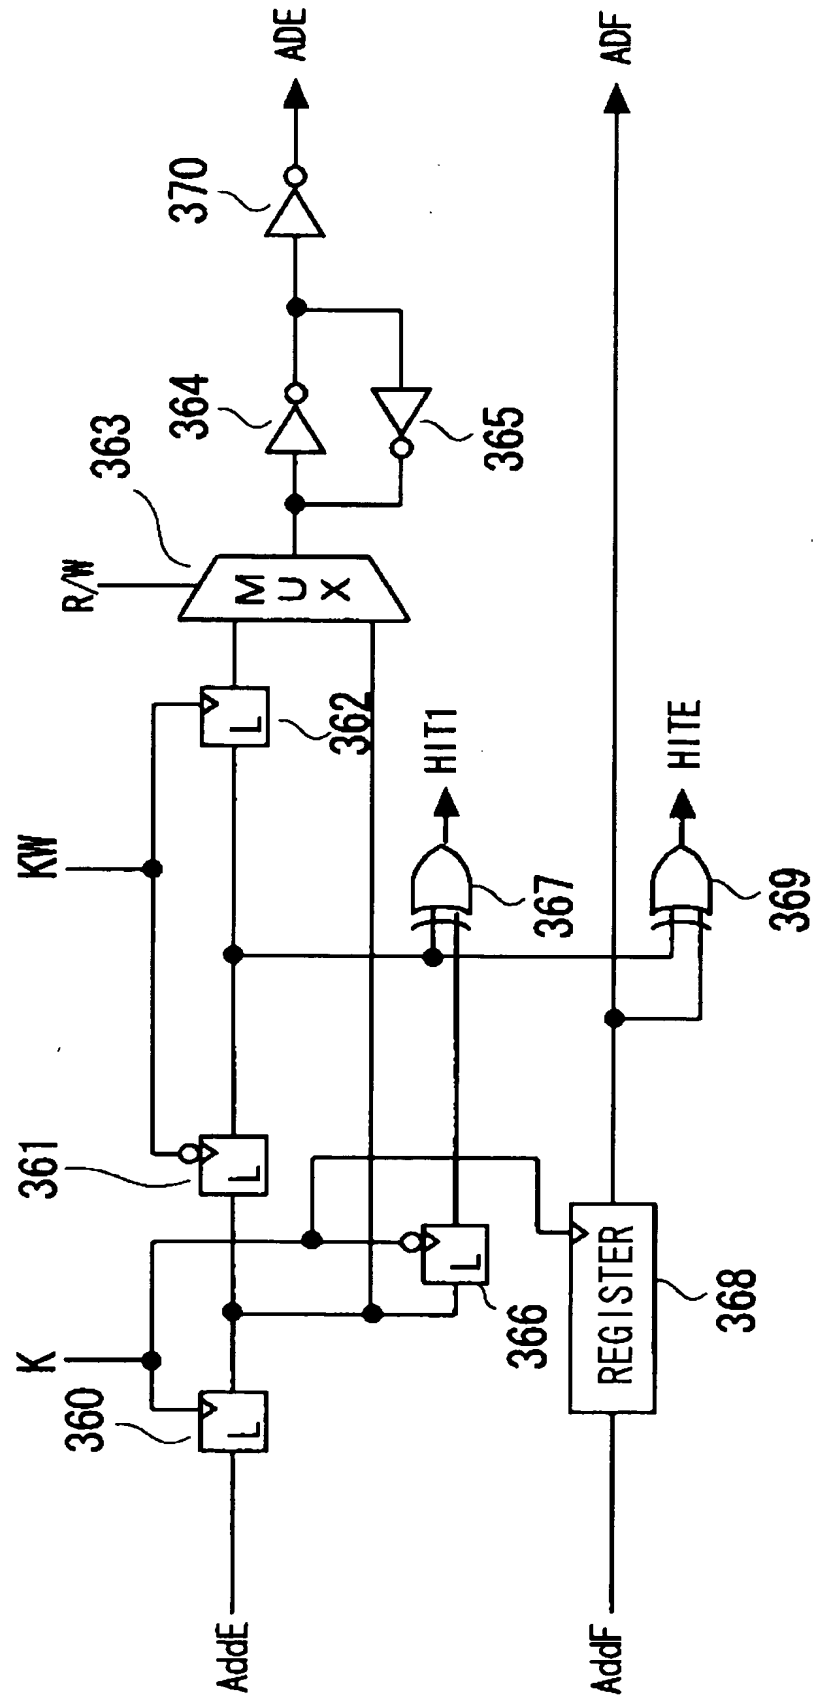 AddE
360
L
K
361
L
KW
362
L
R/W
363
MUX
364
365
370
ADE
366
L
367
HIT1
AddF
REGISTER
368
369
HITE
ADF